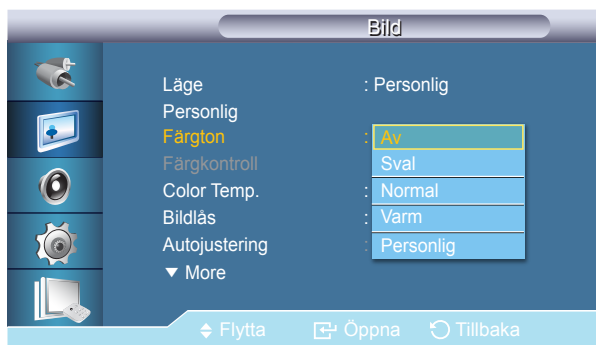 Bild
Läge : Personlig
Personlig
Färgton : Av
Färgkontroll Sval
Color Temp. : Normal
Bildlås : Varm
Autojustering : Personlig
▼ More
Flytta Öppna Tillbaka